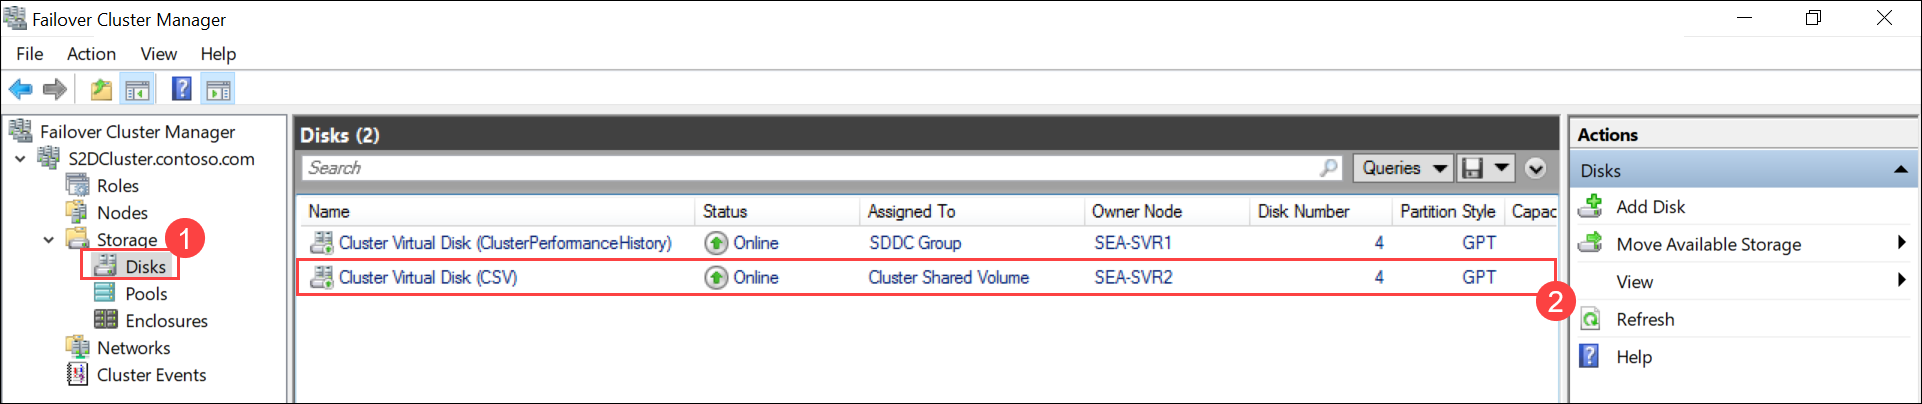 Failover Cluster Manager
File Action View Help
Failover Cluster Manager
S2DCluster.contoso.com
Roles
Nodes
Storage
1
Disks
Pools
Enclosures
Networks
Cluster Events
Disks (2)
Search
Queries
Name Status Assigned To Owner Node Disk Number Partition Style Capac
Cluster Virtual Disk (ClusterPerformanceHistory) Online SDDC Group SEA-SVR1 4 GPT
Cluster Virtual Disk (CSV) Online Cluster Shared Volume SEA-SVR2 4 GPT
2
Actions
Disks
Add Disk
Move Available Storage
View
Refresh
Help